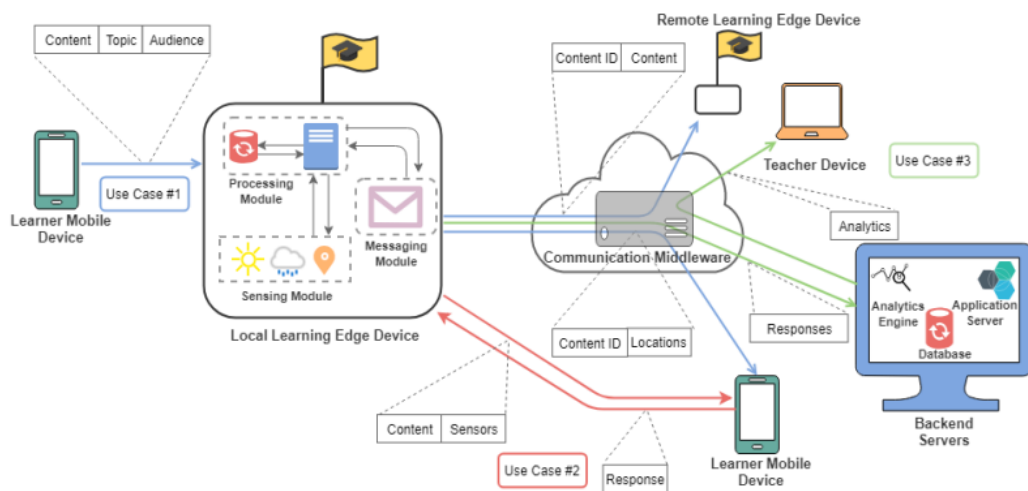 Content Topic Audience
Remote Learning Edge Device
Content ID Content
Processing
Module
Use Case #1
Learner Mobile
Device
Messaging
Module
Sensing Module
Local Learning Edge Device
Teacher Device
Use Case #3
Communication Middleware
Analytics
Responses
Content ID Locations
Analytics
Engine
Application
Server
Database
Backend
Servers
Content Sensors
Use Case #2
Response
Learner Mobile
Device